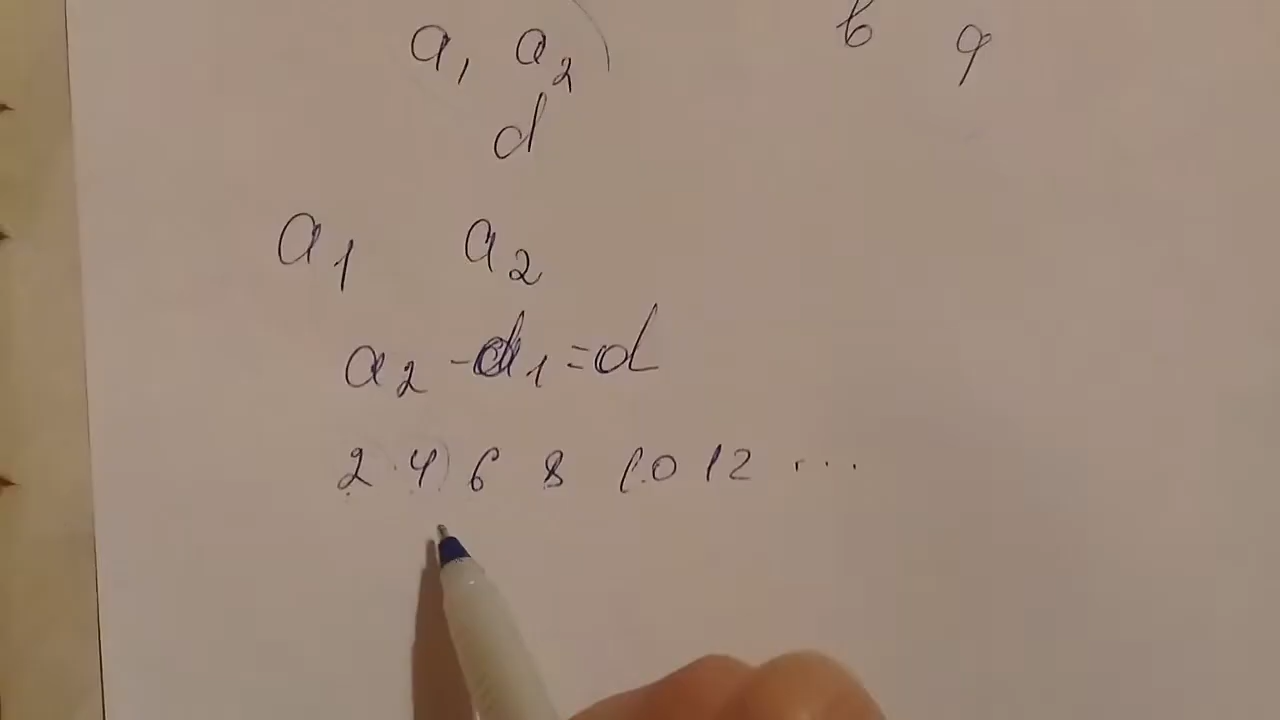 a₁ a₂ b q
d
a₁ a₂
a₂ - a₁ = d
2 4 6 8 10 12 ...